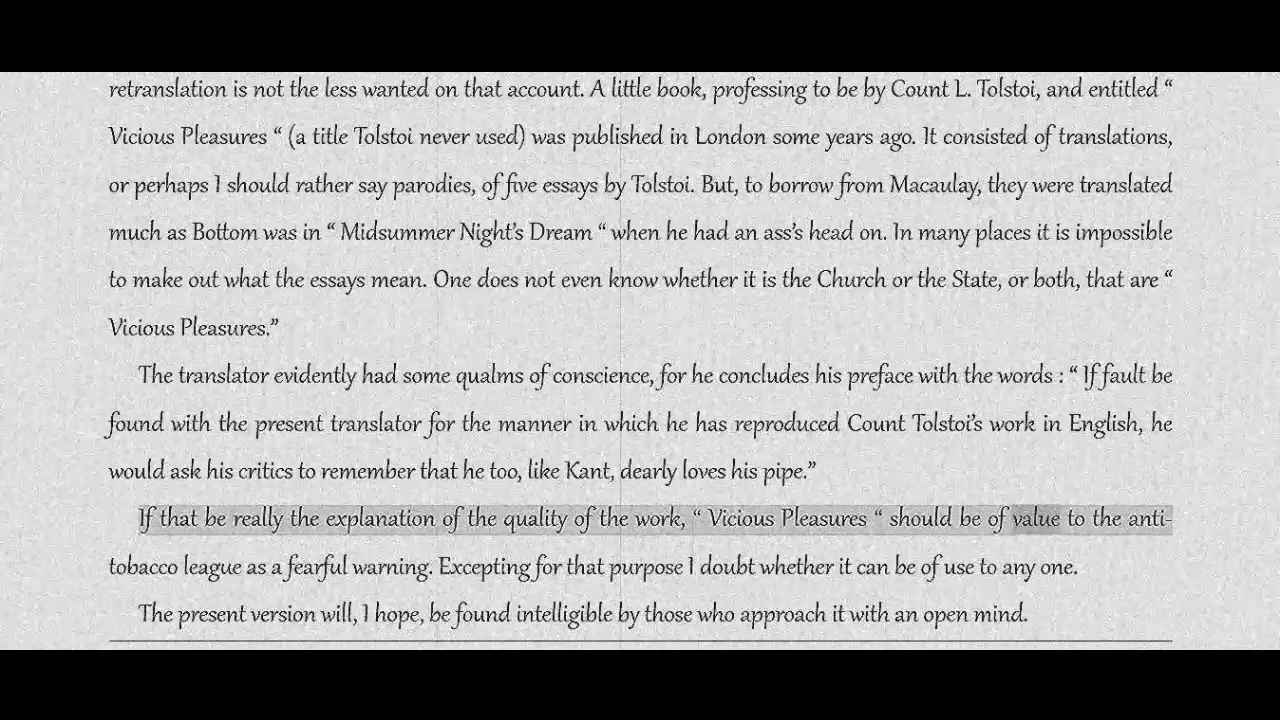 retranslation is not the less wanted on that account. A little book, professing to be by Count L. Tolstoi, and entitled “
Vicious Pleasures “ (a title Tolstoi never used) was published in London some years ago. It consisted of translations,
or perhaps I should rather say parodies, of five essays by Tolstoi. But, to borrow from Macaulay, they were translated
much as Bottom was in “ Midsummer Night’s Dream “ when he had an ass’s head on. In many places it is impossible
to make out what the essays mean. One does not even know whether it is the Church or the State, or both, that are “
Vicious Pleasures.”
The translator evidently had some qualms of conscience, for he concludes his preface with the words : “ If fault be
found with the present translator for the manner in which he has reproduced Count Tolstoi’s work in English, he
would ask his critics to remember that he too, like Kant, dearly loves his pipe.”
If that be really the explanation of the quality of the work, “ Vicious Pleasures “ should be of value to the anti-
tobacco league as a fearful warning. Excepting for that purpose I doubt whether it can be of use to any one.
The present version will, I hope, be found intelligible by those who approach it with an open mind.